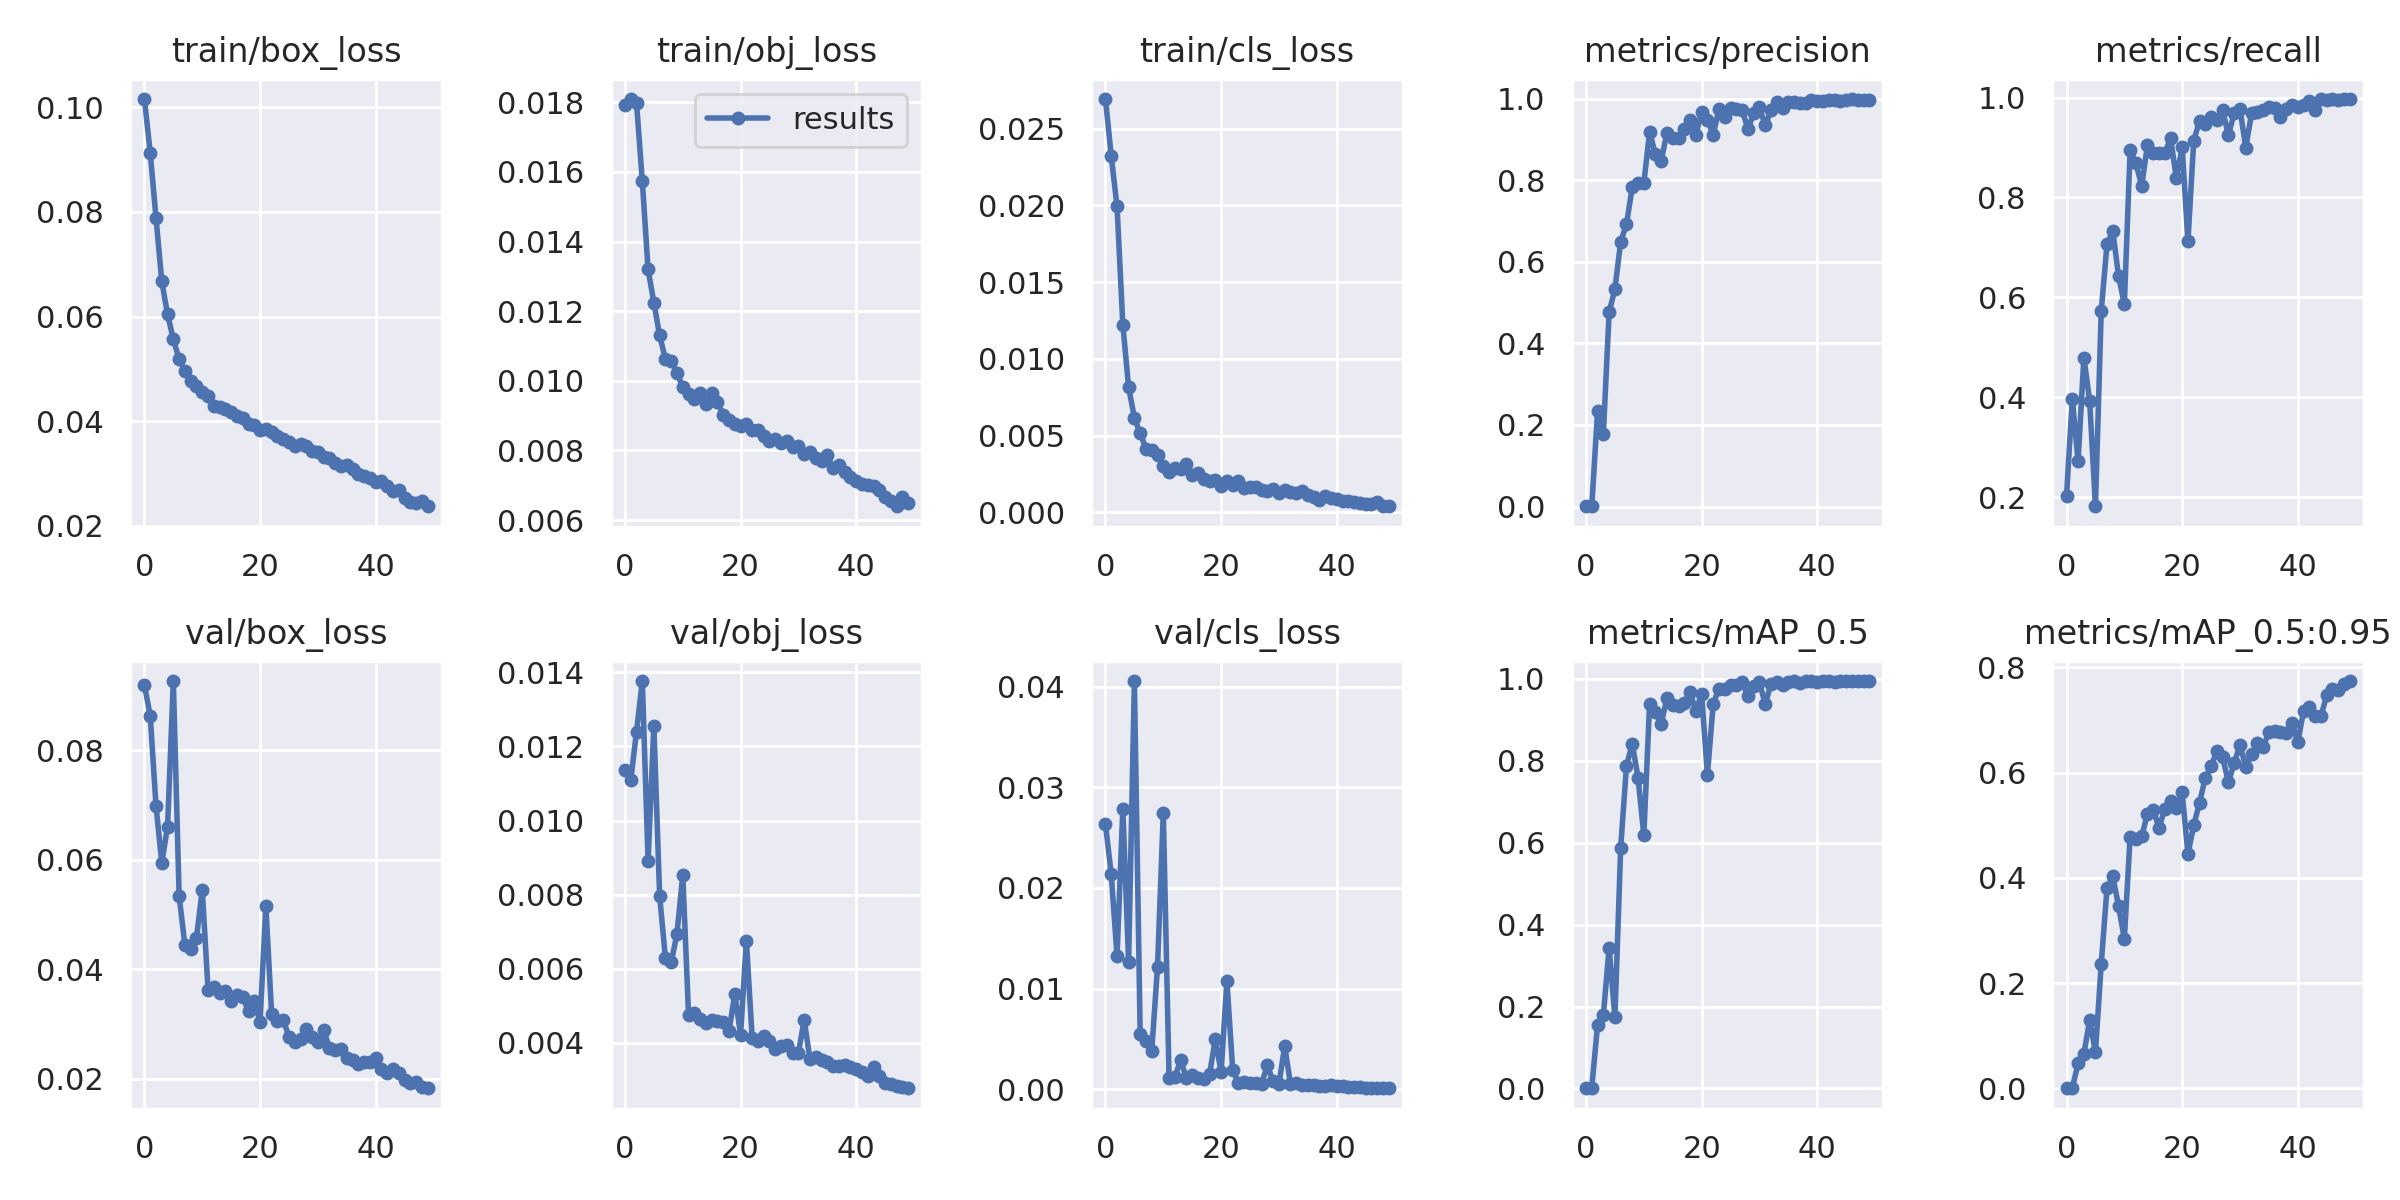 train/box_loss
0.10
0.08
0.06
0.04
0.02
0 20 40
train/obj_loss
results
0.018
0.016
0.014
0.012
0.010
0.008
0.006
0 20 40
train/cls_loss
0.025
0.020
0.015
0.010
0.005
0.000
0 20 40
metrics/precision
1.0
0.8
0.6
0.4
0.2
0.0
0 20 40
metrics/recall
1.0
0.8
0.6
0.4
0.2
0 20 40
val/box_loss
0.08
0.06
0.04
0.02
0 20 40
val/obj_loss
0.014
0.012
0.010
0.008
0.006
0.004
0 20 40
val/cls_loss
0.04
0.03
0.02
0.01
0.00
0 20 40
metrics/mAP_0.5
1.0
0.8
0.6
0.4
0.2
0.0
0 20 40
metrics/mAP_0.5:0.95
0.8
0.6
0.4
0.2
0.0
0 20 40